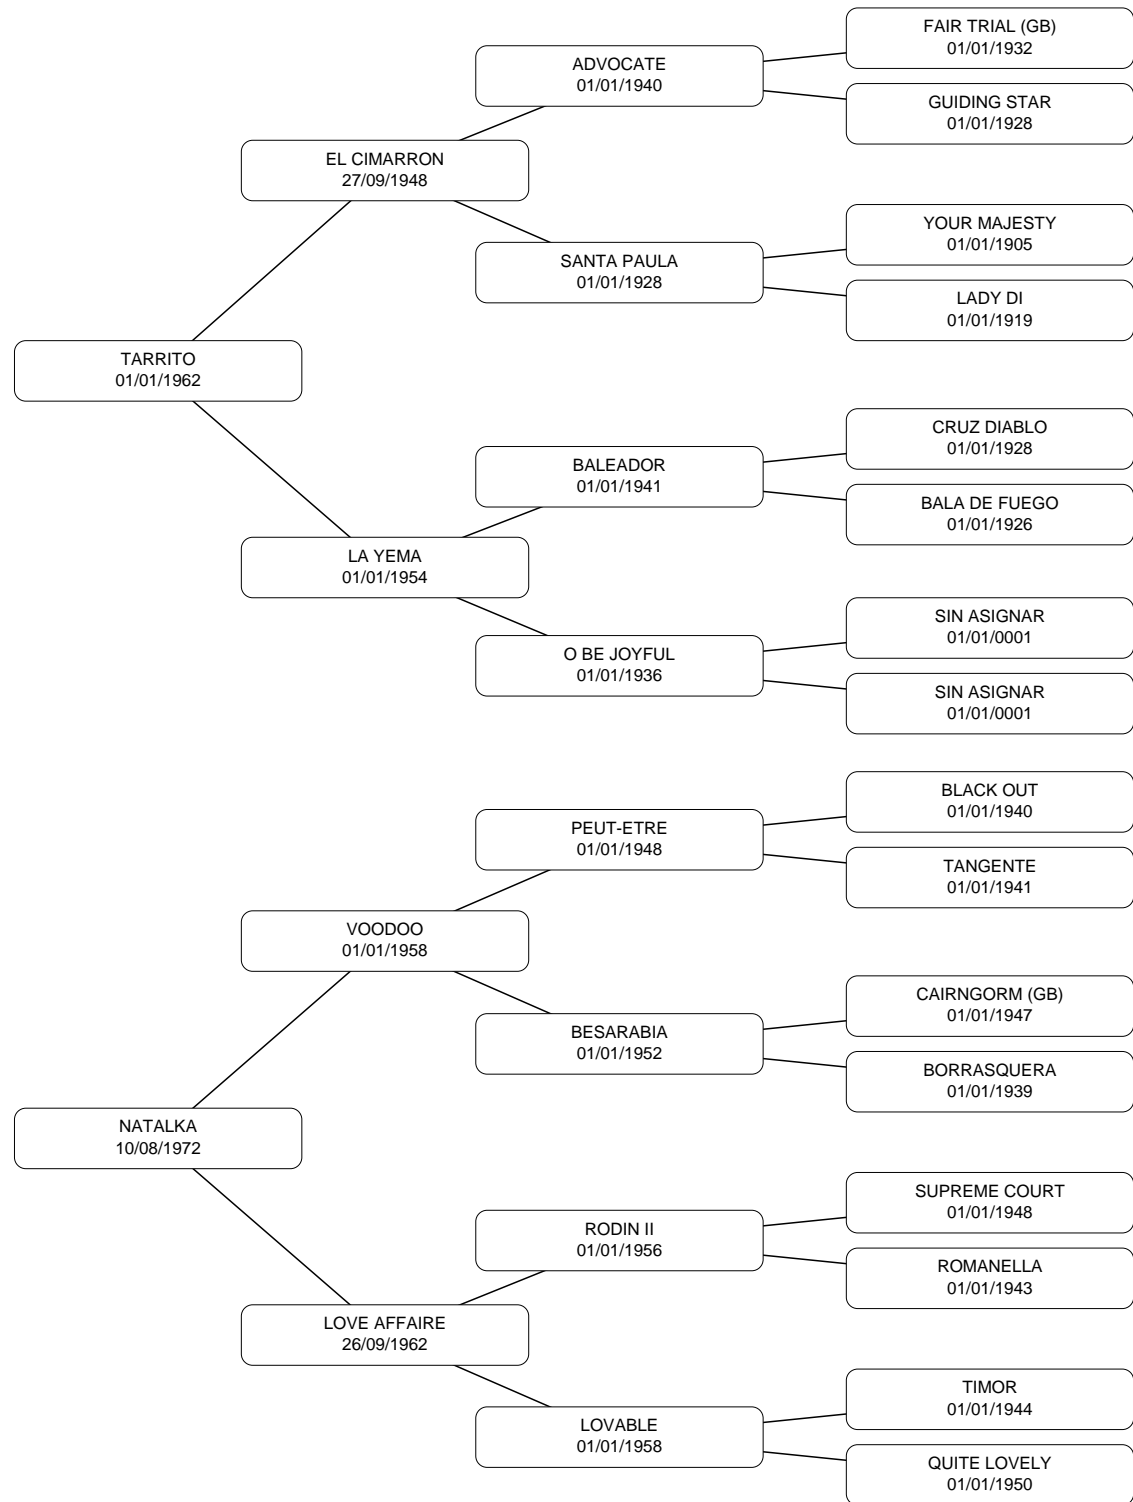 FAIR TRIAL (GB)
01/01/1932
ADVOCATE
01/01/1940
GUIDING STAR
01/01/1928
EL CIMARRON
27/09/1948
YOUR MAJESTY
01/01/1905
SANTA PAULA
01/01/1928
LADY DI
01/01/1919
TARRITO
01/01/1962
CRUZ DIABLO
01/01/1928
BALEADOR
01/01/1941
BALA DE FUEGO
01/01/1926
LA YEMA
01/01/1954
SIN ASIGNAR
01/01/0001
O BE JOYFUL
01/01/1936
SIN ASIGNAR
01/01/0001
BLACK OUT
01/01/1940
PEUT-ETRE
01/01/1948
TANGENTE
01/01/1941
VOODOO
01/01/1958
CAIRNGORM (GB)
01/01/1947
BESARABIA
01/01/1952
BORRASQUERA
01/01/1939
NATALKA
10/08/1972
SUPREME COURT
01/01/1948
RODIN II
01/01/1956
ROMANELLA
01/01/1943
LOVE AFFAIRE
26/09/1962
TIMOR
01/01/1944
LOVABLE
01/01/1958
QUITE LOVELY
01/01/1950